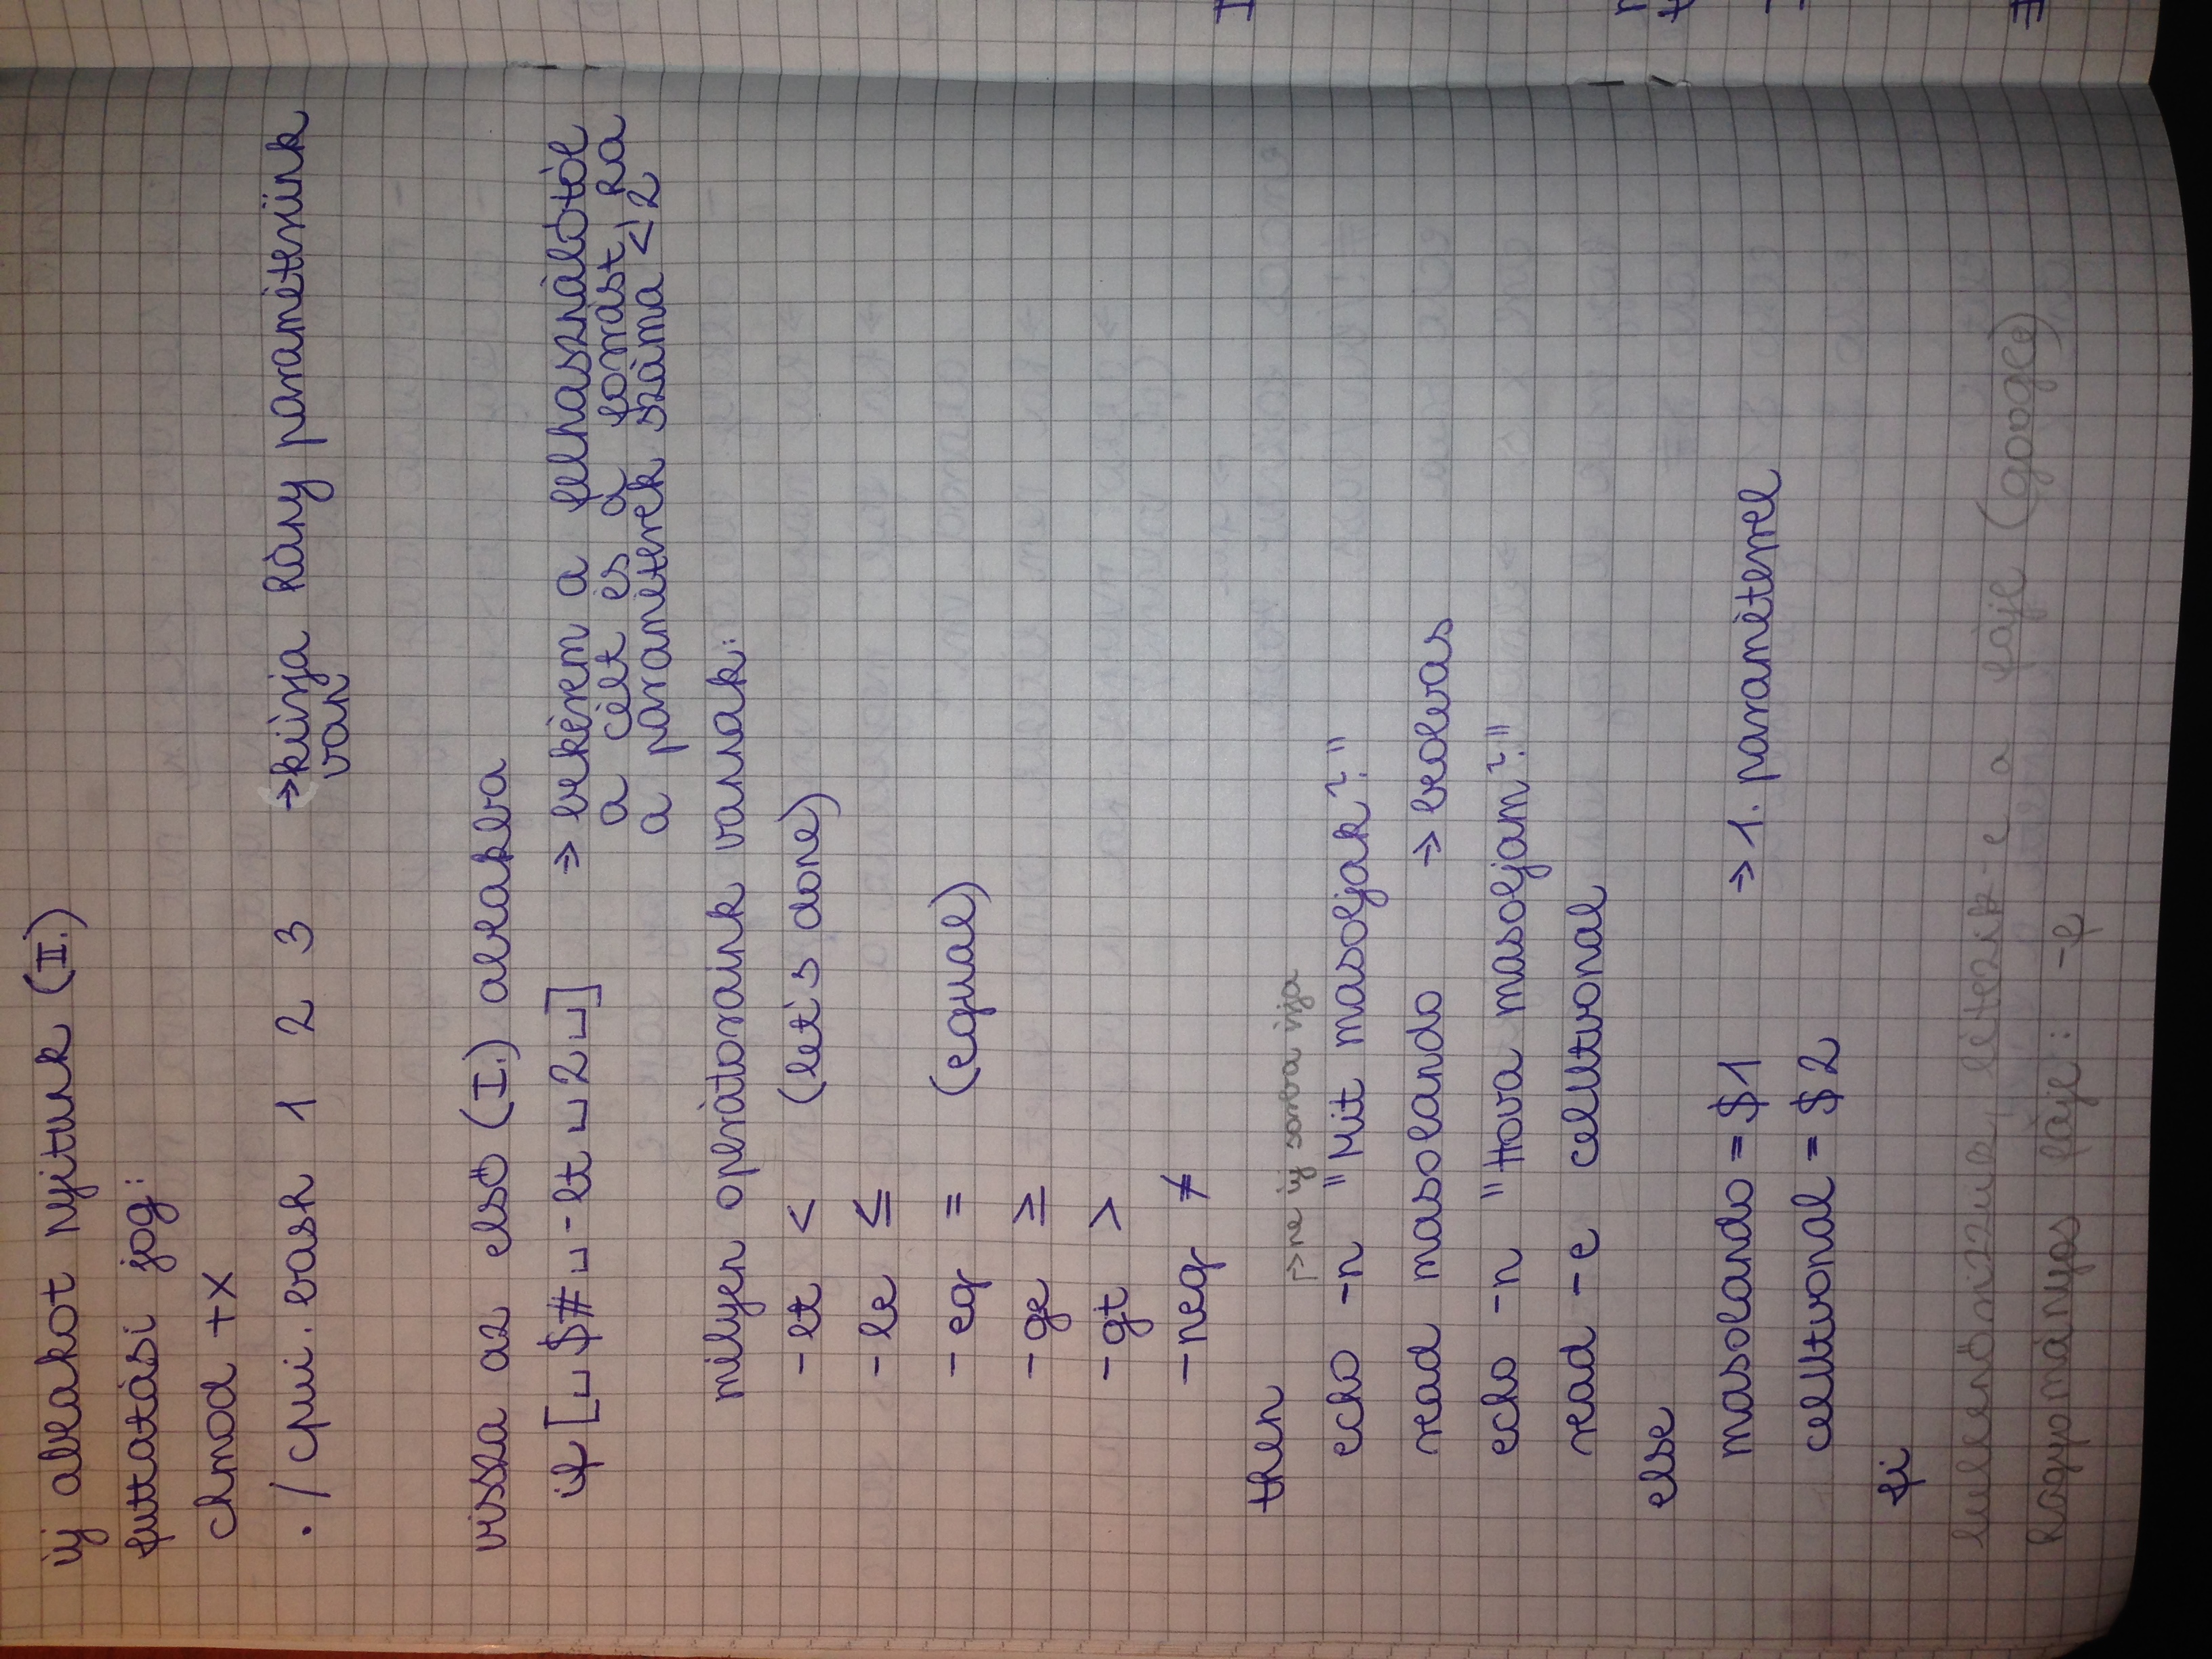 új ablakot nyitunk (II.)
futtatási jog:
chmod +x
./cpui.bash 1 2 3 →kiírja hány paraméterünk
van
vissza az első (I.) ablakba
if [␣$#␣-lt␣2␣] → bekérem a felhasználótól
a célt és a forrást, ha
a paraméterek száma <2
milyen operátoraink vannak:
-lt < (let's done)
-le ≤
-eq = (equal)
-ge ≥
-gt >
-neq ≠
then
→ne új sorba írja
echo -n "Mit masoljak?"
read masolando → beolvas
echo -n "Hova masoljam?"
read -e celUtvonal
else
masolando = $1 → 1. paraméterrel
celUtvonal = $2
fi
létezik-e a fájl (google)
hagyományos fájl: -f